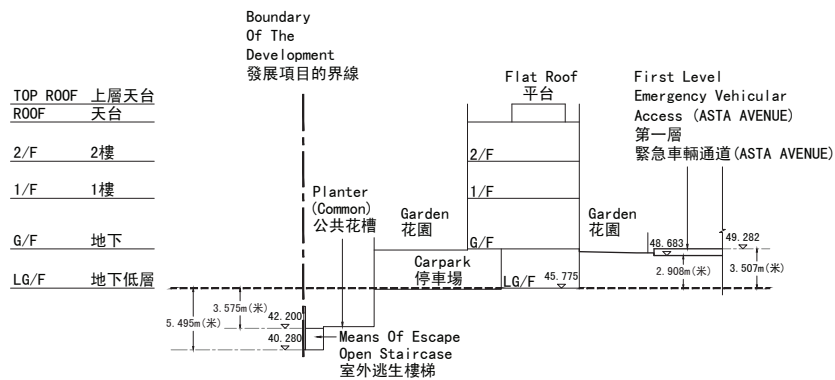 Boundary
Of The
Development
發展項目的界線
Flat Roof
平台
First Level
Emergency Vehicular
Access (ASTA AVENUE)
第一層
緊急車輛通道(ASTA AVENUE)
TOP ROOF 上層天台
ROOF 天台
2/F 2樓
1/F 1樓
G/F 地下
LG/F 地下低層
Planter
(Common)
公共花槽
Garden
花園
2/F
1/F
G/F
Carpark
停車場
LG/F
45.775
Garden
花園
48.683
49.282
2.908m(米)
3.507m(米)
3.575m(米)
5.495m(米)
42.200
40.280
Means Of Escape
Open Staircase
室外逃生樓梯